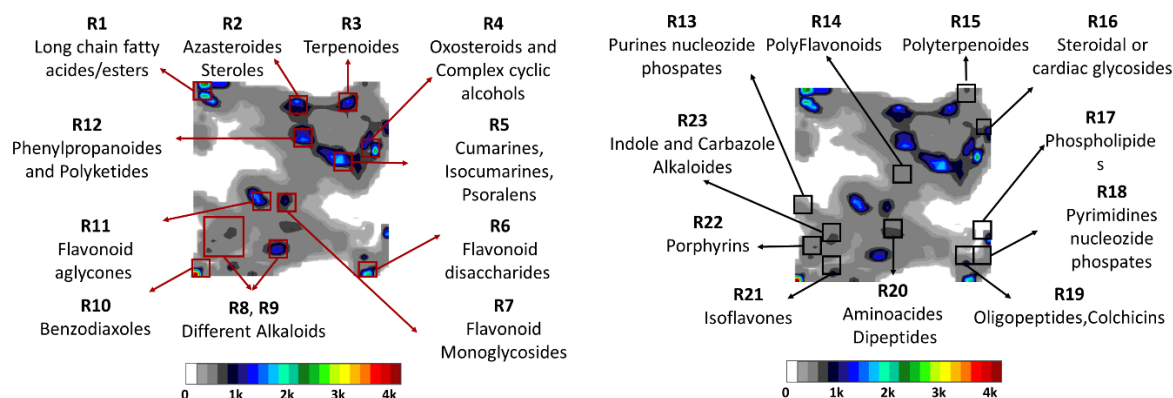 R1
Long chain fatty
acides/esters
R2
Azasteroides
Steroles
R3
Terpenoides
R4
Oxosteroids and
Complex cyclic
alcohols
R12
Phenylpropanoides
and Polyketides
R5
Cumarines,
Isocumarines,
Psoralens
R11
Flavonoid
aglycones
R6
Flavonoid
disaccharides
R10
Benzodiaxoles
R8, R9
Different Alkaloids
R7
Flavonoid
Monoglycosides
0 1k 2k 3k 4k
R13
Purines nucleozide
phospates
R14
PolyFlavonoids
R15
Polyterpenoides
R16
Steroidal or
cardiac glycosides
R23
Indole and Carbazole
Alkaloides
R17
Phospholipide
s
R22
Porphyrins
R18
Pyrimidines
nucleozide
phospates
R21
Isoflavones
R20
Aminoacides
Dipeptides
R19
Oligopeptides,Colchicins
0 1k 2k 3k 4k